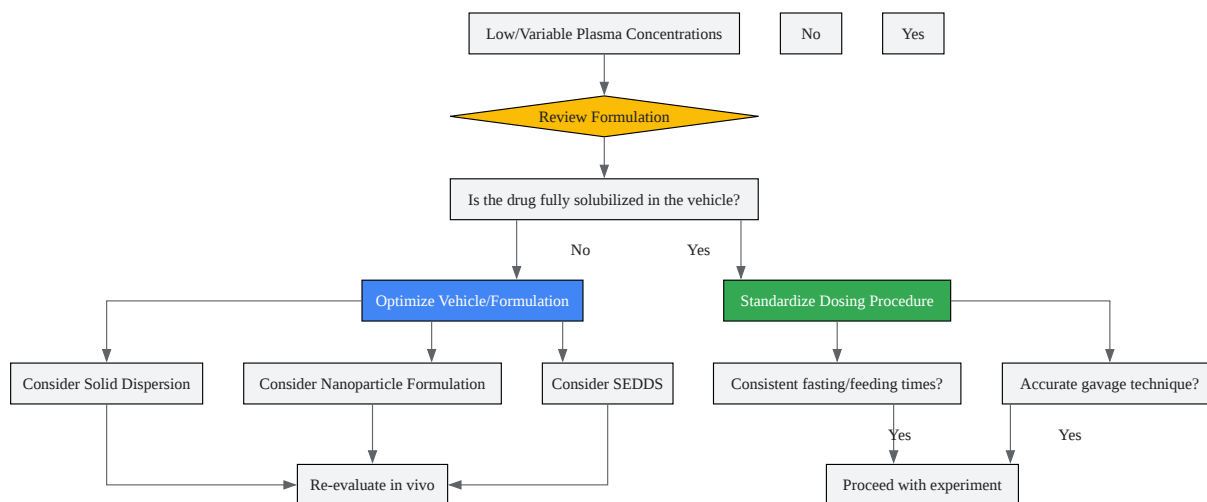 Low/Variable Plasma Concentrations
No
Yes
Review Formulation
Is the drug fully solubilized in the vehicle?
No
Yes
Optimize Vehicle/Formulation
Standardize Dosing Procedure
Consider Solid Dispersion
Consider Nanoparticle Formulation
Consider SEDDS
Consistent fasting/feeding times?
Accurate gavage technique?
Yes
Yes
Re-evaluate in vivo
Proceed with experiment